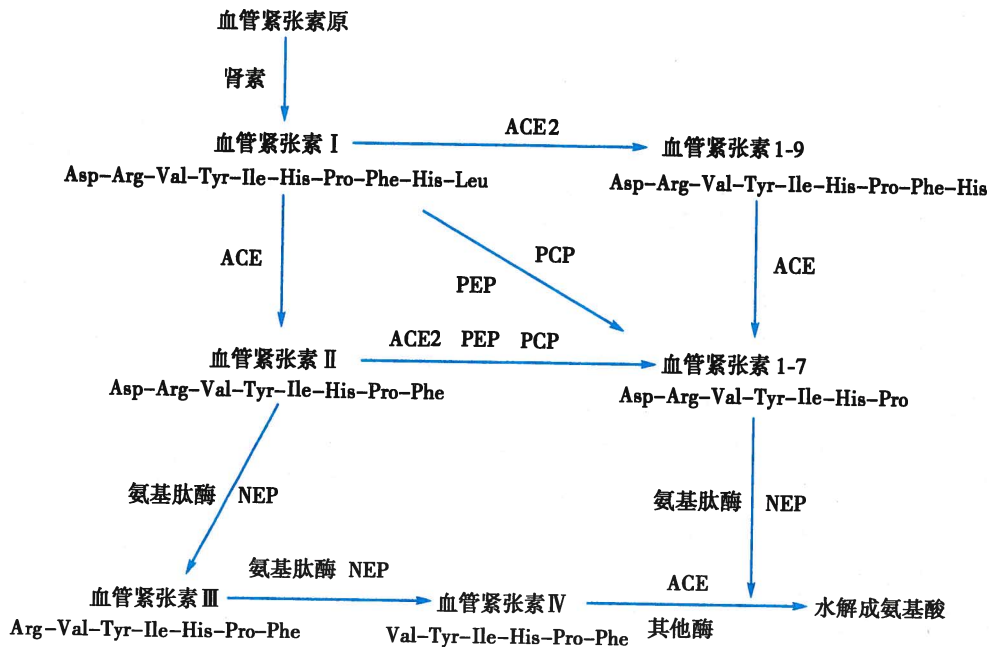 血管紧张素原
肾素
血管紧张素Ⅰ
ACE2
血管紧张素1-9
Asp-Arg-Val-Tyr-Ile-His-Pro-Phe-His-Leu
Asp-Arg-Val-Tyr-Ile-His-Pro-Phe-His
ACE
PCP
PEP
ACE
血管紧张素Ⅱ
ACE2 PEP PCP
血管紧张素1-7
Asp-Arg-Val-Tyr-Ile-His-Pro-Phe
Asp-Arg-Val-Tyr-Ile-His-Pro
氨基肽酶 NEP
氨基肽酶 NEP
血管紧张素Ⅲ
氨基肽酶 NEP
血管紧张素Ⅳ
ACE
其他酶
水解成氨基酸
Arg-Val-Tyr-Ile-His-Pro-Phe
Val-Tyr-Ile-His-Pro-Phe